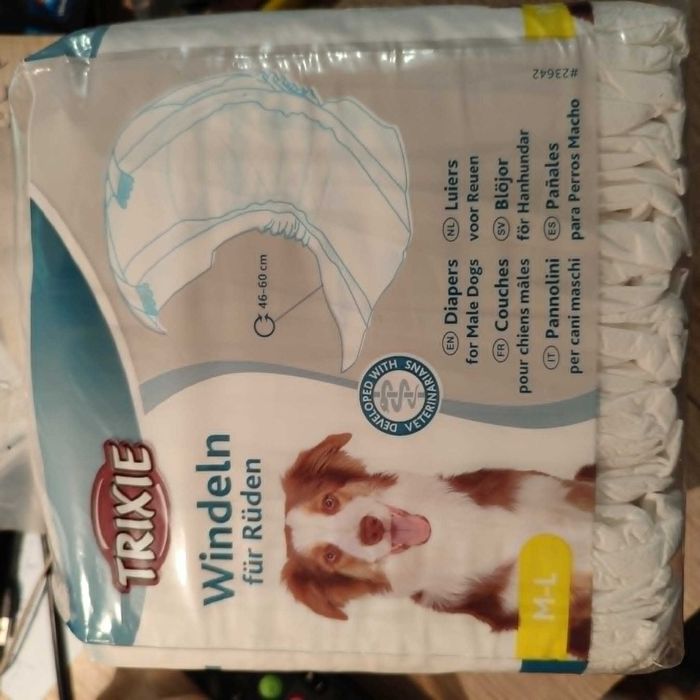 TRIXIE
Windeln
für Rüden
46–60 cm
DEVELOPED WITH
VETERINARIANS
EN Diapers
for Male Dogs
FR Couches
pour chiens mâles
IT Pannolini
per cani maschi
NL Luiers
voor Reuen
SV Blöjor
för Hanhundar
ES Pañales
para Perros Macho
M-L
#23642